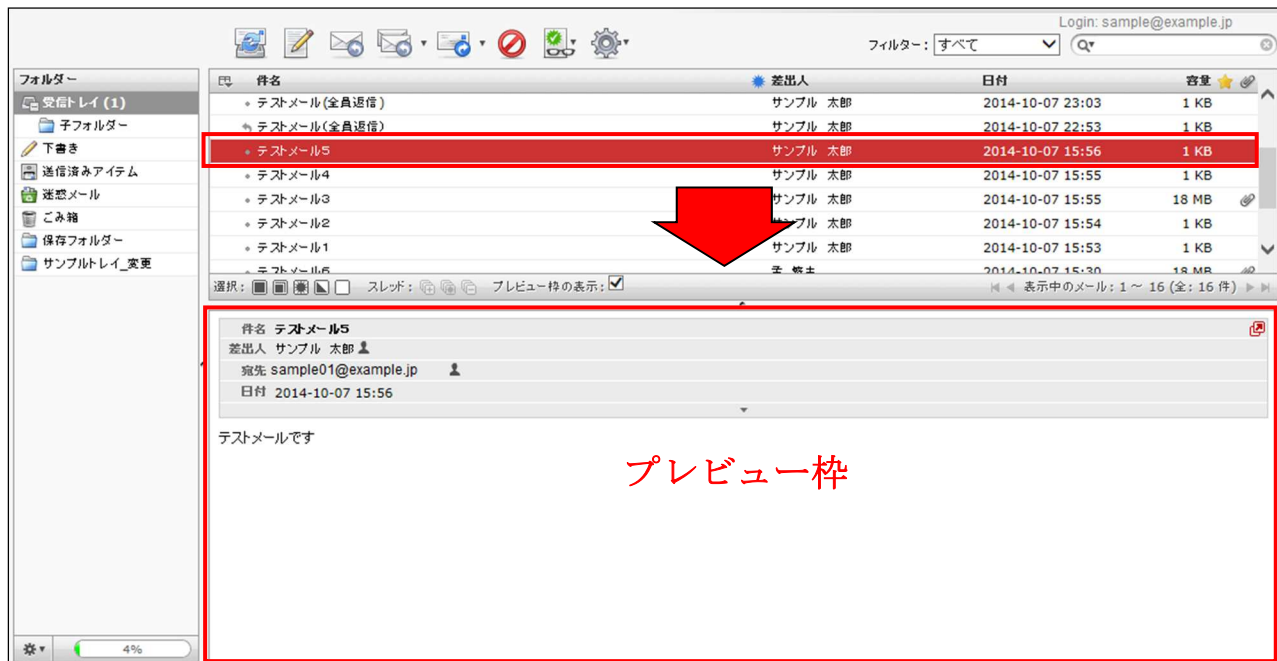 Login: sample@example.jp
フィルター: すべて
フォルダー
受信トレイ (1)
子フォルダー
下書き
送信済みアイテム
迷惑メール
ごみ箱
保存フォルダー
サンプルトレイ_変更
4%
件名 差出人 日付 容量
テストメール(全員返信) サンプル 太郎 2014-10-07 23:03 1 KB
テストメール(全員返信) サンプル 太郎 2014-10-07 22:53 1 KB
テストメール5 サンプル 太郎 2014-10-07 15:56 1 KB
テストメール4 サンプル 太郎 2014-10-07 15:55 1 KB
テストメール3 サンプル 太郎 2014-10-07 15:55 18 MB
テストメール2 サンプル 太郎 2014-10-07 15:54 1 KB
テストメール1 サンプル 太郎 2014-10-07 15:53 1 KB
テストメール6 2014-10-07 15:30 18 MB
選択: スレッド: プレビュー枠の表示: 表示中のメール: 1 ~ 16 (全: 16 件)
件名 テストメール5
差出人 サンプル 太郎
宛先 sample01@example.jp
日付 2014-10-07 15:56
テストメールです
プレビュー枠